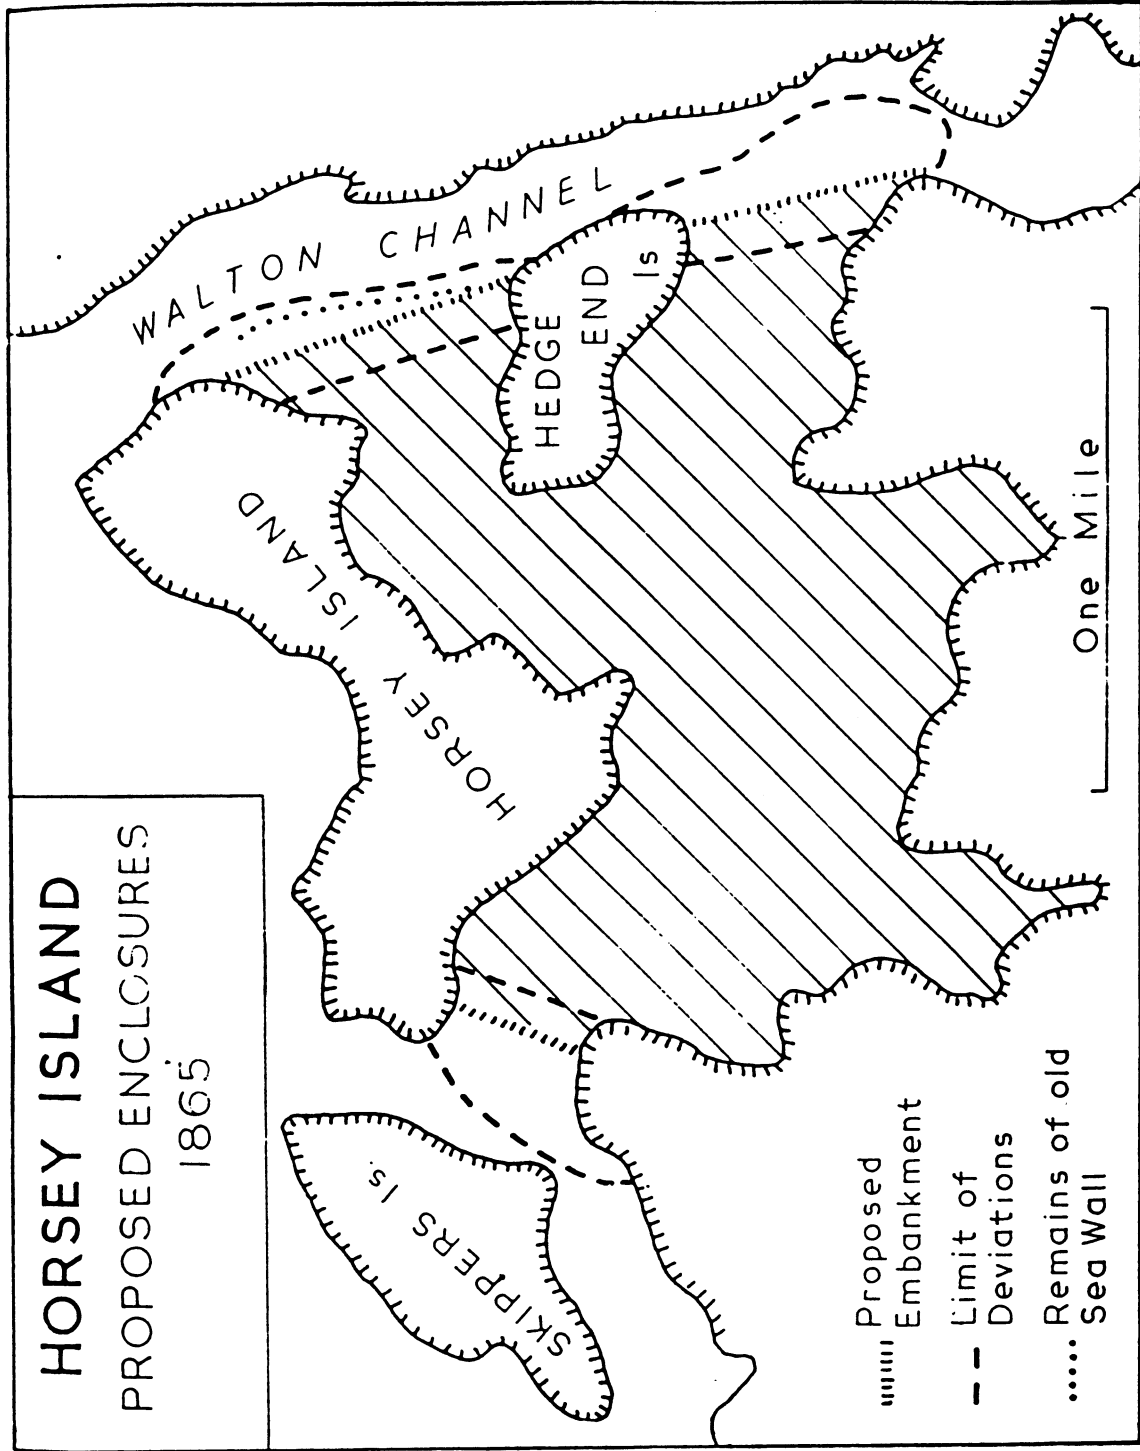 HORSEY ISLAND
PROPOSED ENCLOSURES
1865
SKIPPERS Is.
HORSEY ISLAND
WALTON CHANNEL
HEDGE
END Is
Proposed
Embankment
Limit of
Deviations
Remains of old
Sea Wall
One Mile